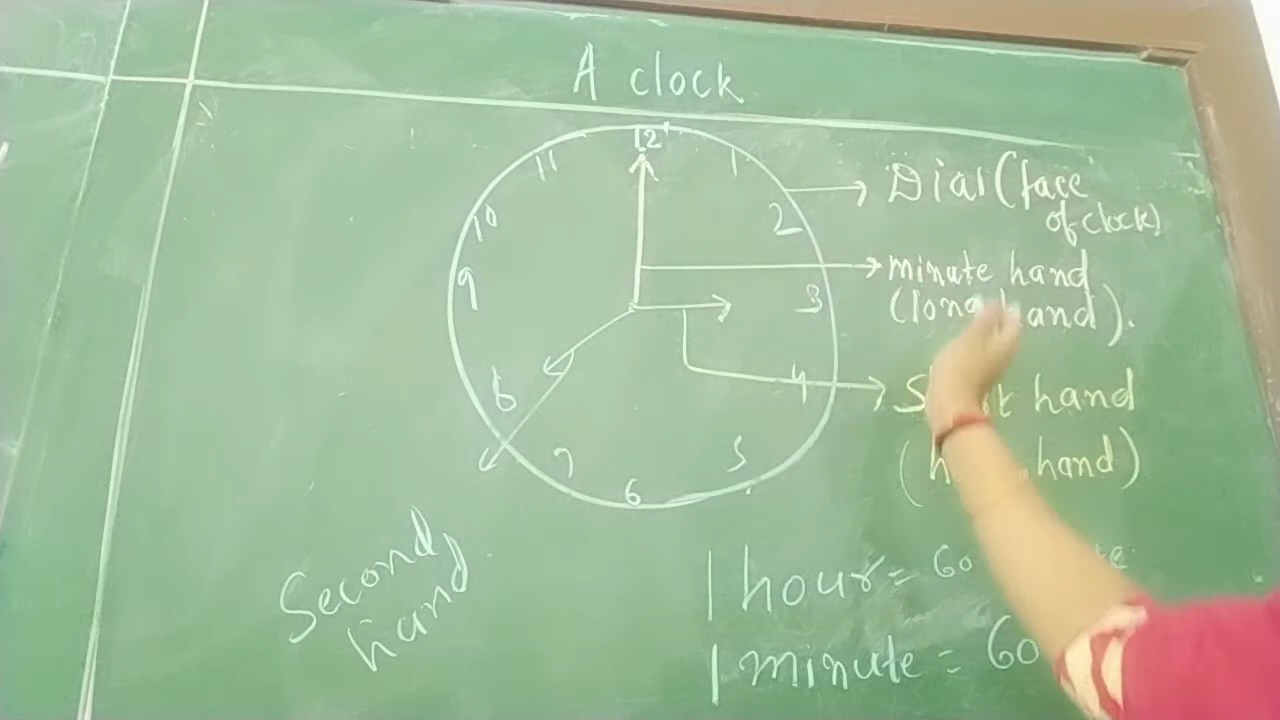 A clock
12
11
1
10
2
9
3
4
7
5
6
Dial (face
of clock)
minute hand
(long hand).
hand
( hand)
Second
hand
1 hour = 60
1 minute = 60